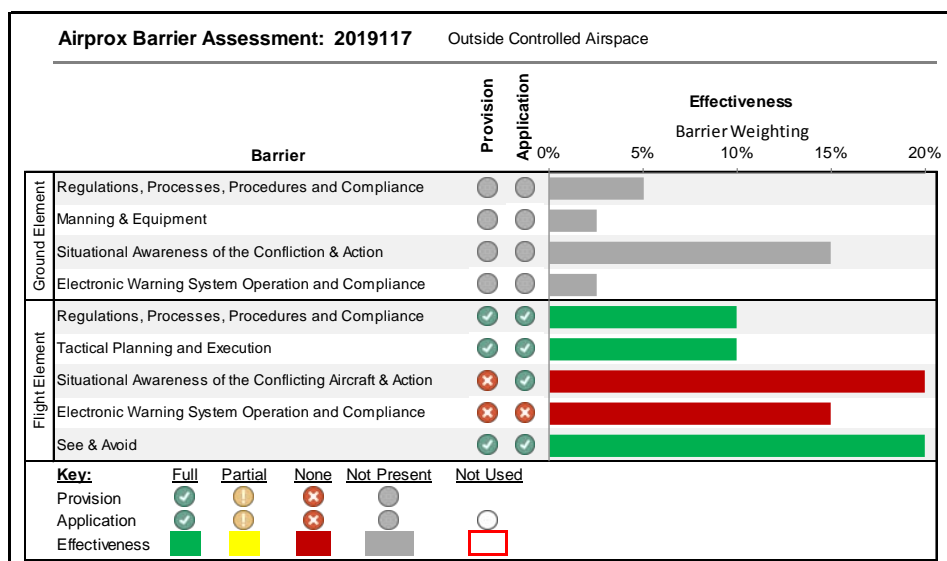 Airprox Barrier Assessment: 2019117 Outside Controlled Airspace
Barrier
Provision
Application
Effectiveness
Barrier Weighting
0% 5% 10% 15% 20%
Ground Element
Regulations, Processes, Procedures and Compliance
Manning & Equipment
Situational Awareness of the Confliction & Action
Electronic Warning System Operation and Compliance
Flight Element
Regulations, Processes, Procedures and Compliance
Tactical Planning and Execution
Situational Awareness of the Conflicting Aircraft & Action
Electronic Warning System Operation and Compliance
See & Avoid
Key: Full Partial None Not Present Not Used
Provision
Application
Effectiveness